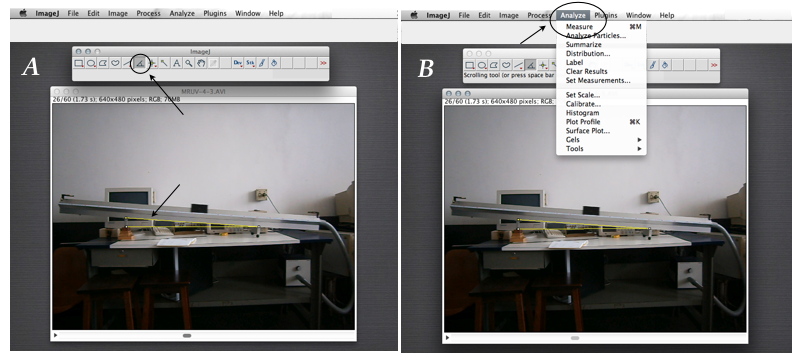 ImageJ File Edit Image Process Analyze Plugins Window Help
ImageJ
Dev Stk >>
A
MRUV-4-3.AVI
26/60 (1.73 s); 640x480 pixels; RGB; 70MB
ImageJ File Edit Image Process Analyze Plugins Window Help
Measure ⌘M
Analyze Particles...
Summarize
Distribution...
Label
Clear Results
Set Measurements...
Set Scale...
Calibrate...
Histogram
Plot Profile ⌘K
Surface Plot...
Gels
Tools
B
>>
Scrolling tool (or press space bar
26/60 (1.73 s); 640x480 pixels; RGB